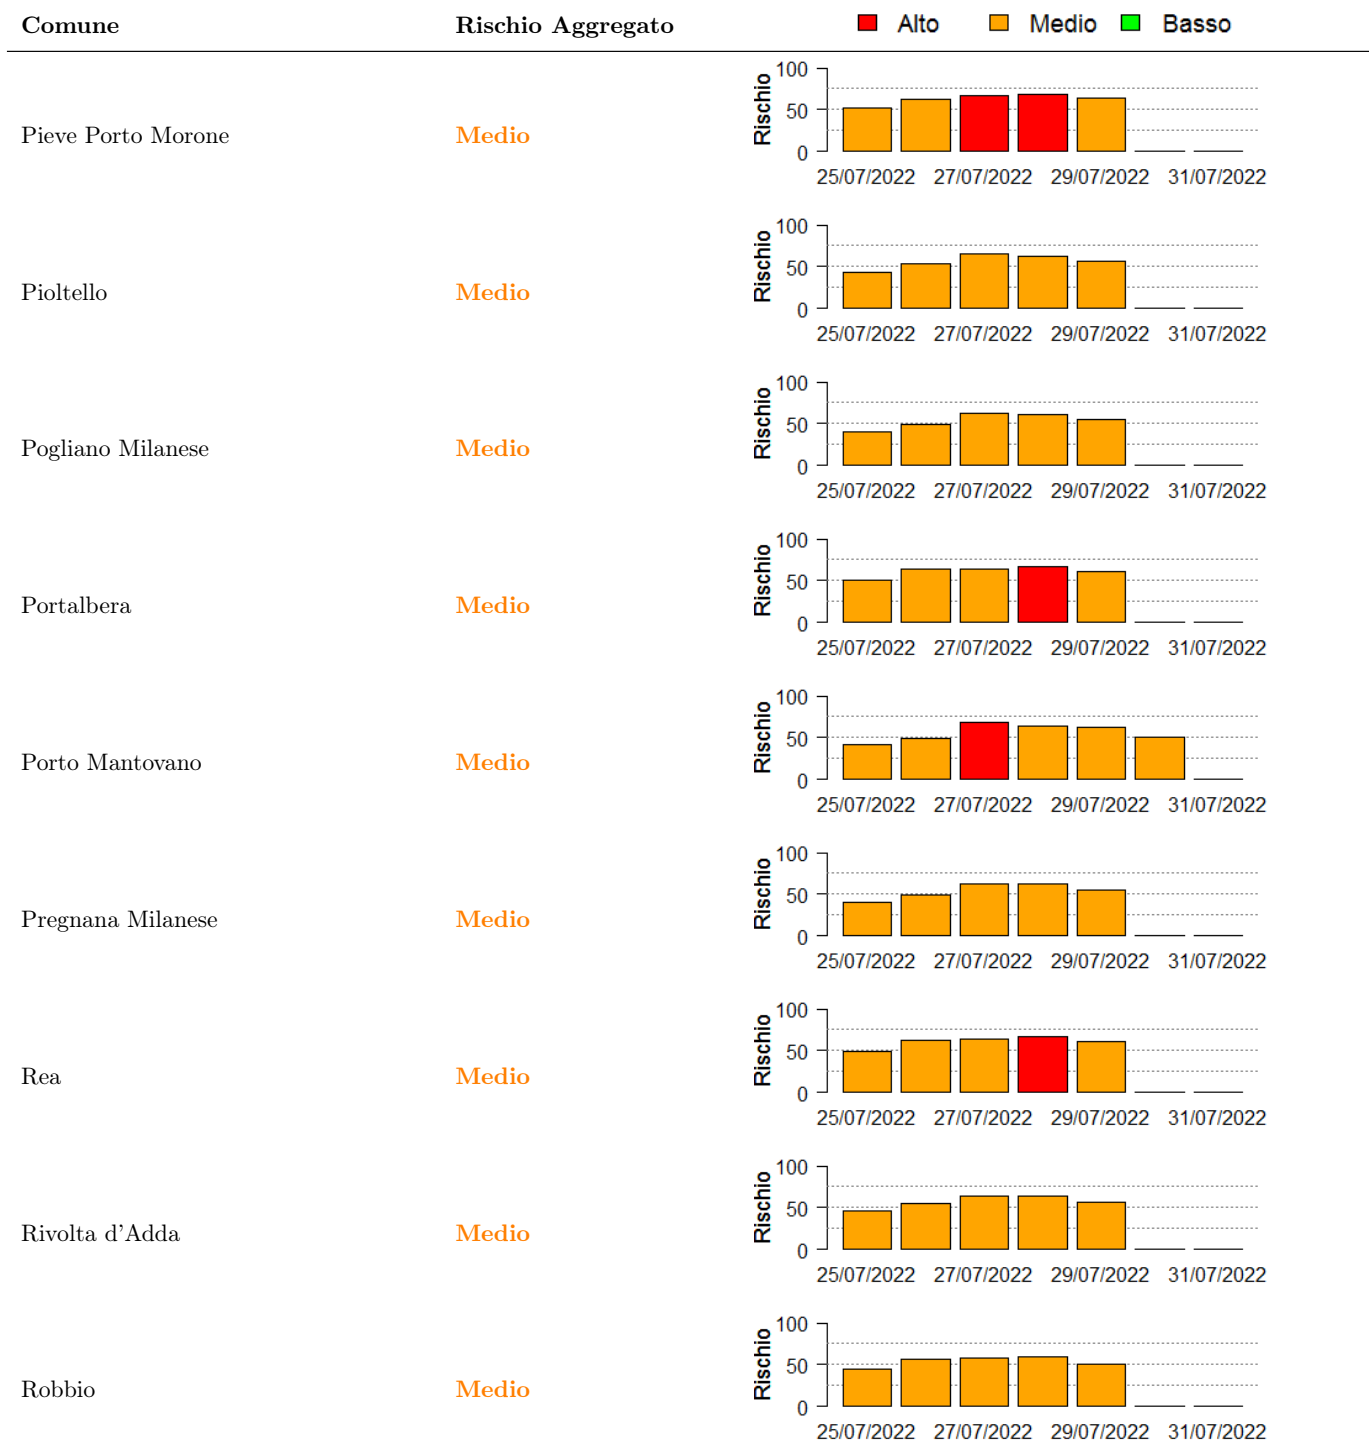 Comune Rischio Aggregato Alto Medio Basso
100
50
0
Rischio
Pieve Porto Morone Medio
25/07/2022 27/07/2022 29/07/2022 31/07/2022
100
50
0
Rischio
Pioltello Medio
25/07/2022 27/07/2022 29/07/2022 31/07/2022
100
50
0
Rischio
Pogliano Milanese Medio
25/07/2022 27/07/2022 29/07/2022 31/07/2022
100
50
0
Rischio
Portalbera Medio
25/07/2022 27/07/2022 29/07/2022 31/07/2022
100
50
0
Rischio
Porto Mantovano Medio
25/07/2022 27/07/2022 29/07/2022 31/07/2022
100
50
0
Rischio
Pregnana Milanese Medio
25/07/2022 27/07/2022 29/07/2022 31/07/2022
100
50
0
Rischio
Rea Medio
25/07/2022 27/07/2022 29/07/2022 31/07/2022
100
50
0
Rischio
Rivolta d'Adda Medio
25/07/2022 27/07/2022 29/07/2022 31/07/2022
100
50
0
Rischio
Robbio Medio
25/07/2022 27/07/2022 29/07/2022 31/07/2022